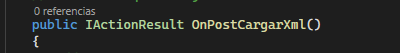 0 referencias
public IActionResult OnPostCargarXml()
{